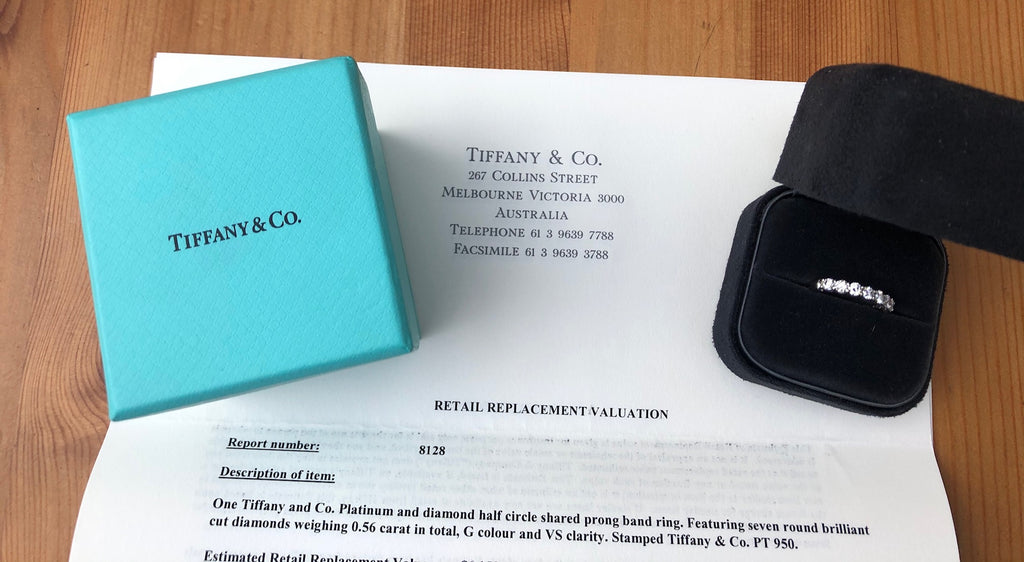 TIFFANY & CO.
TIFFANY & CO.
267 COLLINS STREET
MELBOURNE VICTORIA 3000
AUSTRALIA
TELEPHONE 61 3 9639 7788
FACSIMILE 61 3 9639 3788
RETAIL REPLACEMENT VALUATION
Report number: 8128
Description of item:
One Tiffany and Co. Platinum and diamond half circle shared prong band ring. Featuring seven round brilliant
cut diamonds weighing 0.56 carat in total, G colour and VS clarity. Stamped Tiffany & Co. PT 950.
Estimated Retail Replacement